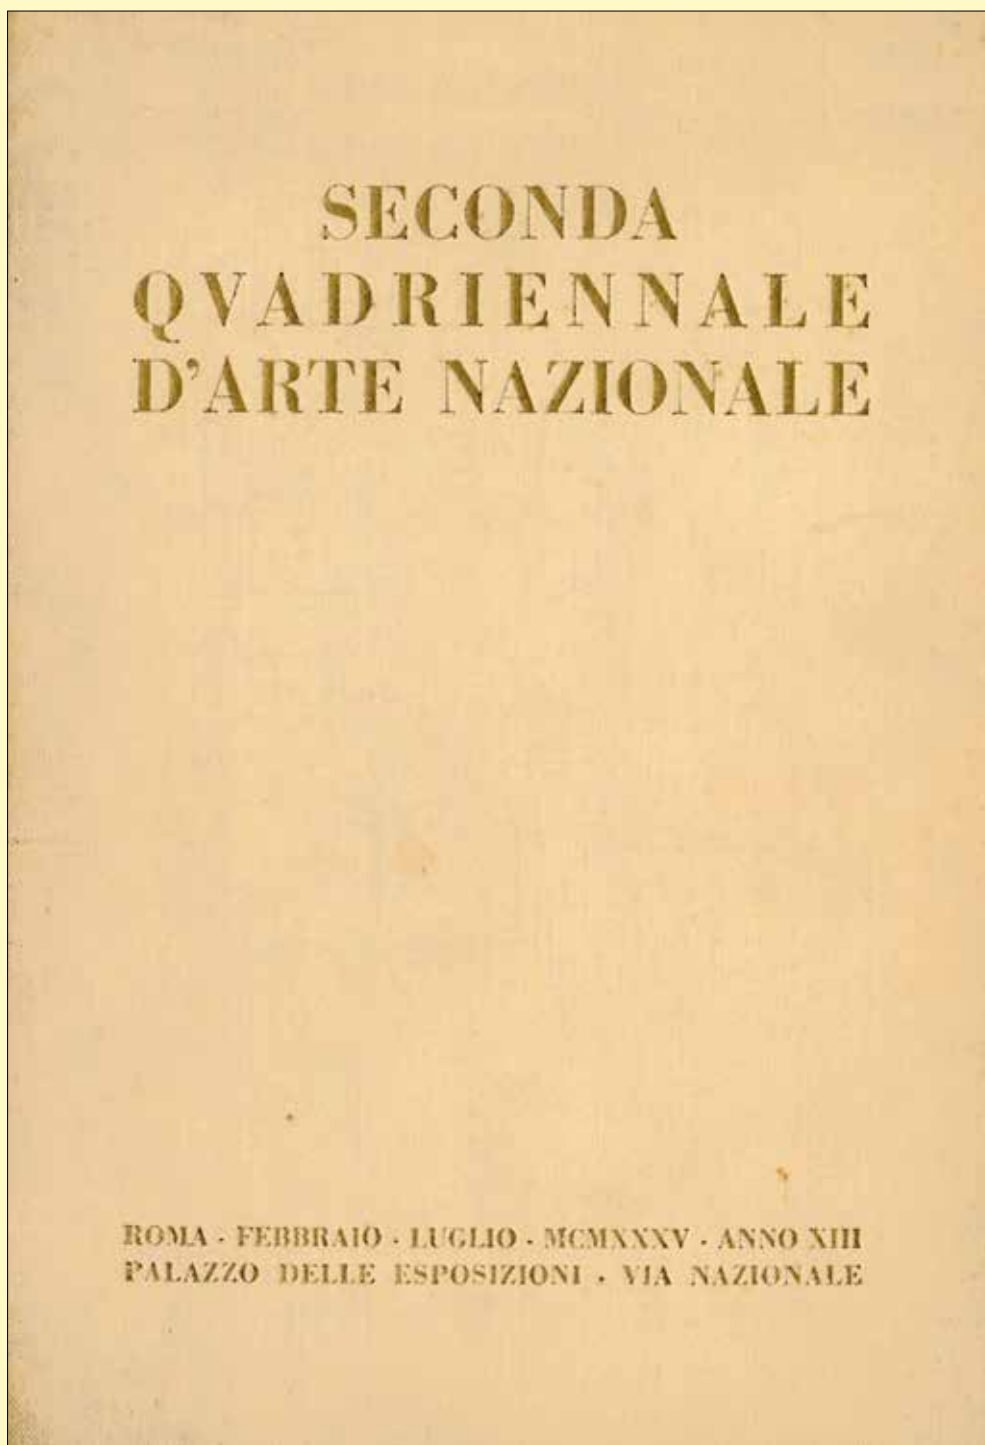 SECONDA
QVADRIENNALE
D'ARTE NAZIONALE
ROMA · FEBBRAIO · LUGLIO · MCMXXXV · ANNO XIII
PALAZZO DELLE ESPOSIZIONI · VIA NAZIONALE